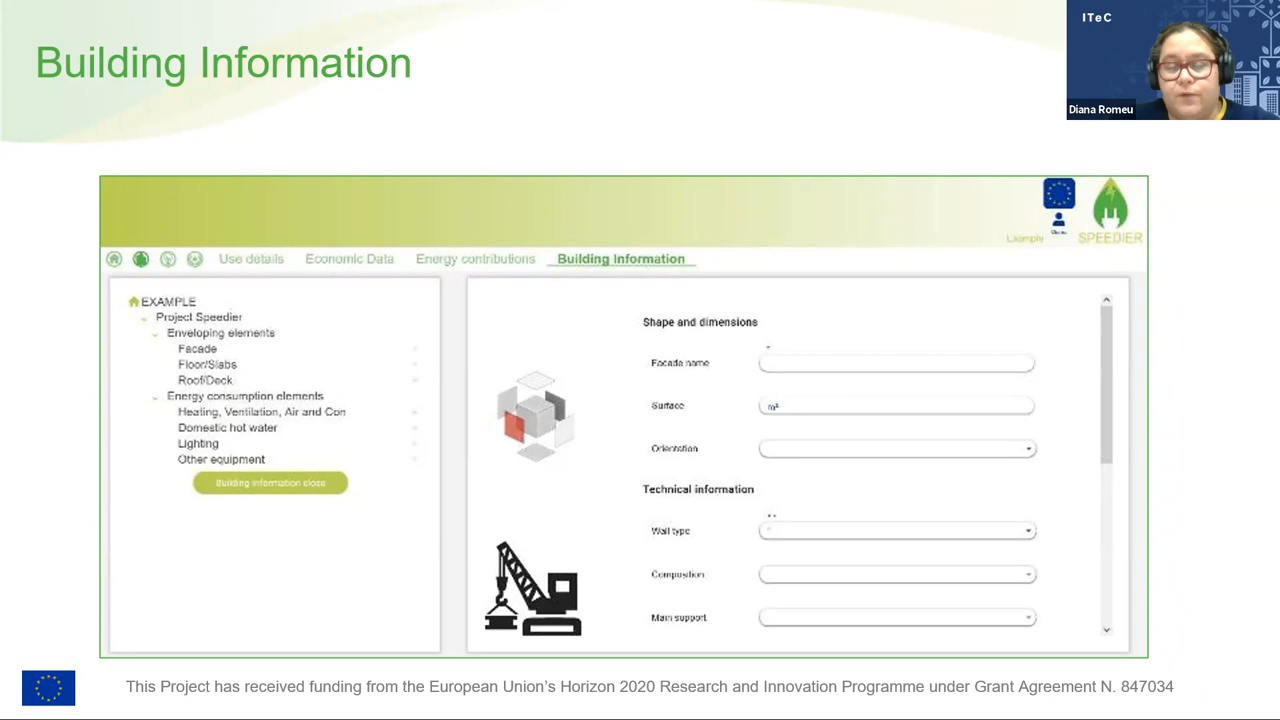 Building Information
ITeC
Diana Romeu
Example
SPEEDIER
Use details Economic Data Energy contributions Building Information
EXAMPLE
Project Speedier
Enveloping elements
Facade
Floor/Slabs
Roof/Deck
Energy consumption elements
Heating, Ventilation, Air and Con
Domestic hot water
Lighting
Other equipment
Building information close
Shape and dimensions
Facade name
Surface
m²
Orientation
Technical information
Wall type
Composition
Main support
This Project has received funding from the European Union's Horizon 2020 Research and Innovation Programme under Grant Agreement N. 847034